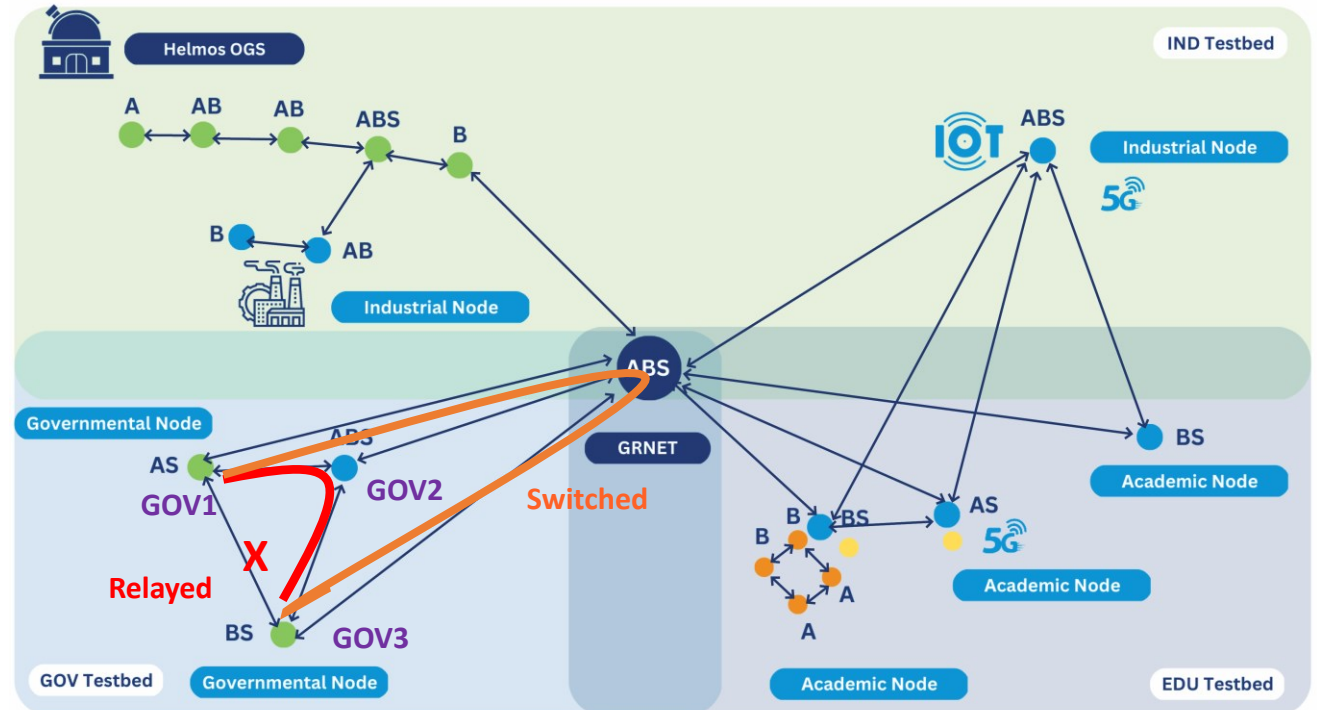 Helmos OGS
IND Testbed
A
AB
AB
ABS
B
IOT
ABS
Industrial Node
5G
B
AB
Industrial Node
ABS
GRNET
Governmental Node
AS
ABS
GOV1
GOV2
Switched
X
Relayed
BS
GOV3
GOV Testbed
Governmental Node
BS
Academic Node
B
BS
AS
5G
B
A
A
Academic Node
Academic Node
EDU Testbed